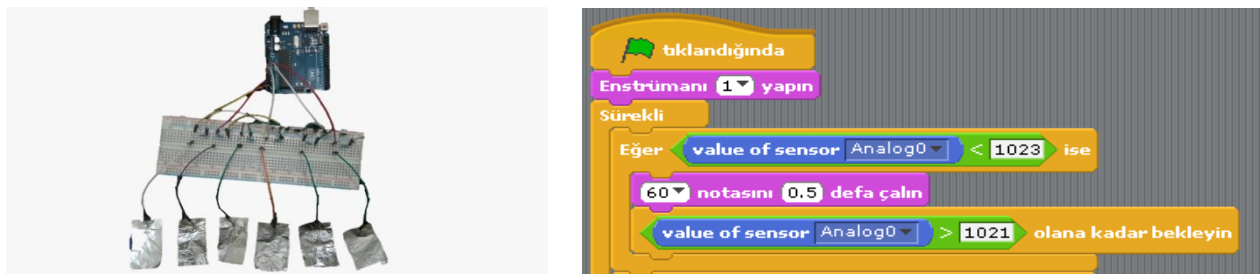 tıklandığında
Enstrümanı 1 yapın
Sürekli
Eğer value of sensor Analog0 < 1023 ise
60 notasını 0.5 defa çalın
value of sensor Analog0 > 1021 olana kadar bekleyin